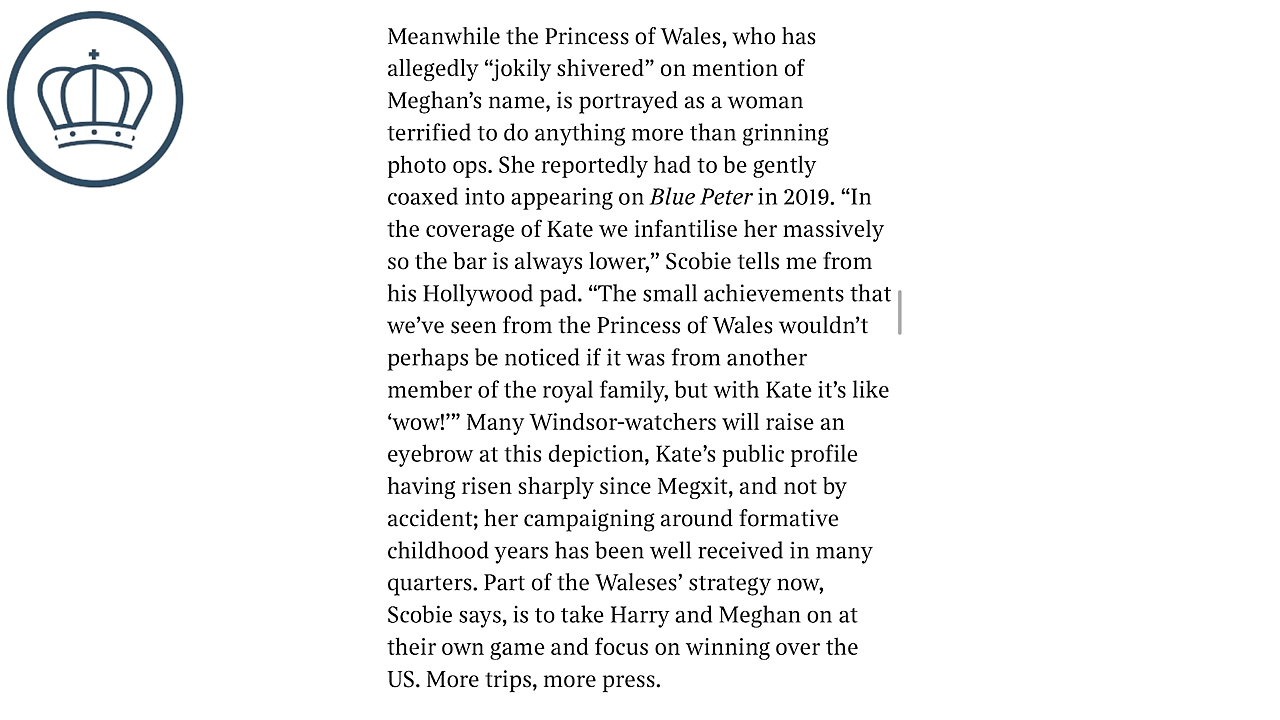 Meanwhile the Princess of Wales, who has
allegedly “jokily shivered” on mention of
Meghan’s name, is portrayed as a woman
terrified to do anything more than grinning
photo ops. She reportedly had to be gently
coaxed into appearing on Blue Peter in 2019. “In
the coverage of Kate we infantilise her massively
so the bar is always lower,” Scobie tells me from
his Hollywood pad. “The small achievements that
we’ve seen from the Princess of Wales wouldn’t
perhaps be noticed if it was from another
member of the royal family, but with Kate it’s like
‘wow!’” Many Windsor-watchers will raise an
eyebrow at this depiction, Kate’s public profile
having risen sharply since Megxit, and not by
accident; her campaigning around formative
childhood years has been well received in many
quarters. Part of the Waleses’ strategy now,
Scobie says, is to take Harry and Meghan on at
their own game and focus on winning over the
US. More trips, more press.